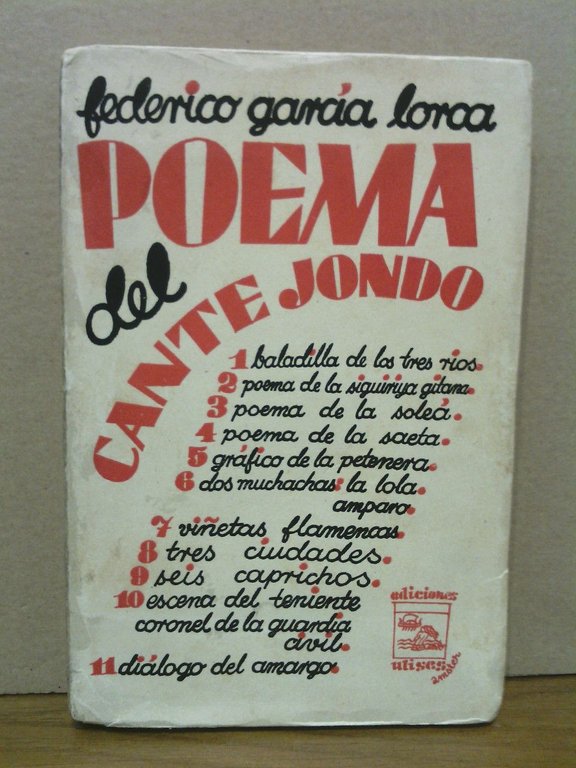 federico garcía lorca
POEMA
del
CANTE JONDO
1 baladilla de los tres ríos.
2 poema de la siguiriya gitana.
3 poema de la soleá.
4 poema de la saeta.
5 gráfico de la petenera.
6 dos muchachas: la lola.
amparo.
7 viñetas flamencas.
8 tres ciudades.
9 seis caprichos.
10 escena del teniente
coronel de la guardia
civil.
11 diálogo del amargo.
ediciones
ulises
amster